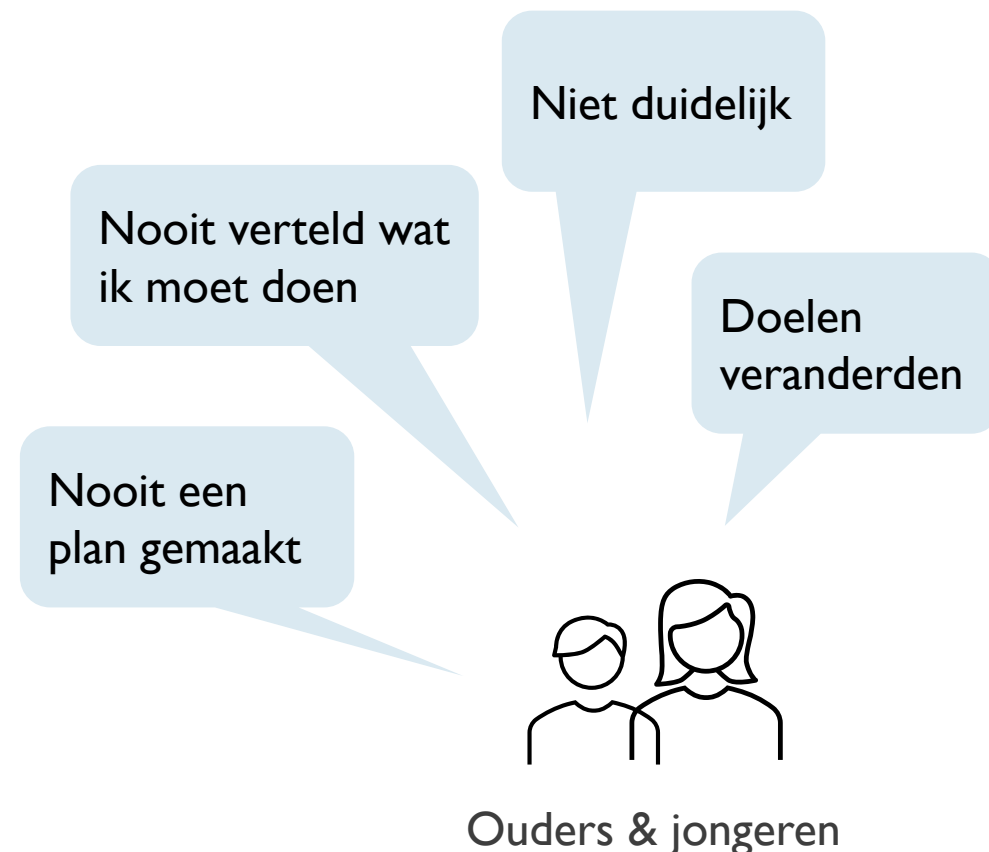 Niet duidelijk
Nooit verteld wat
ik moet doen
Doelen
veranderden
Nooit een
plan gemaakt
Ouders & jongeren